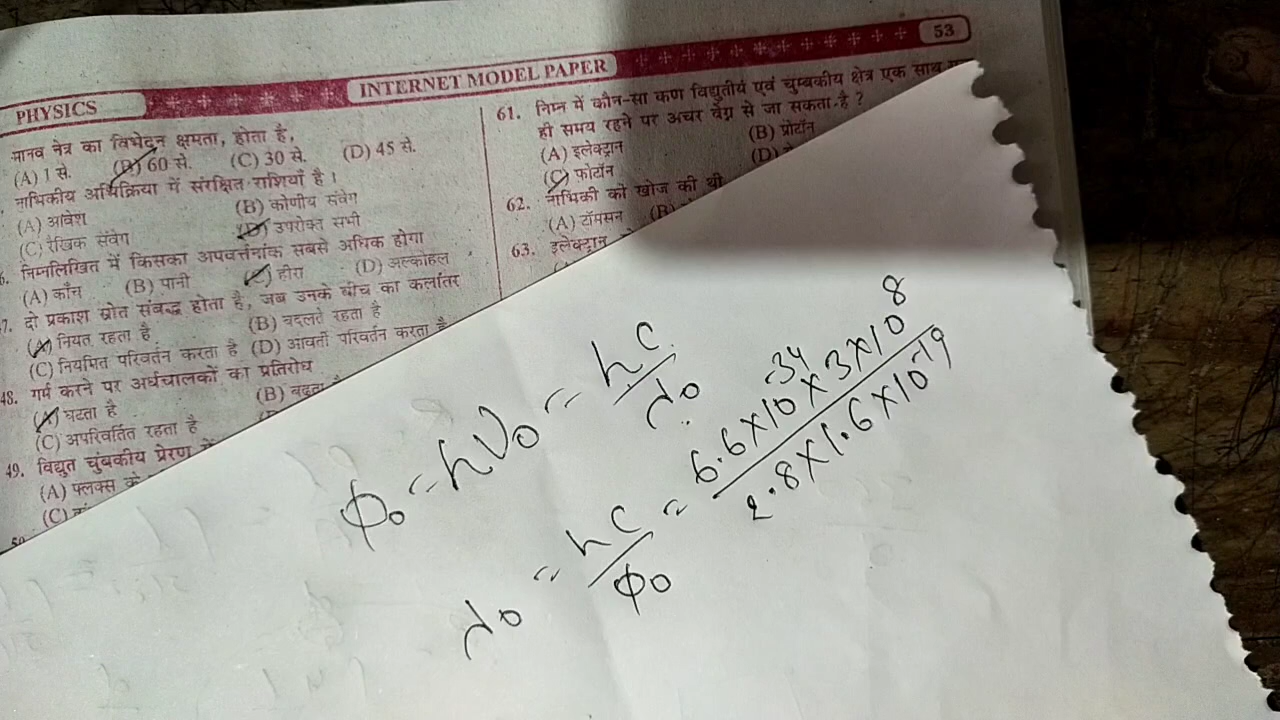 53
PHYSICS
INTERNET MODEL PAPER
मानव नेत्र का विभेदन क्षमता, होता है,
(A) 1 से. (B) 60 से. (C) 30 से. (D) 45 से.
नाभिकीय अभिक्रिया में संरक्षित राशियाँ है।
(A) आवेश (B) कोणीय संवेग
(C) रैखिक संवेग (D) उपरोक्त सभी
निम्नलिखित में किसका अपवर्त्तनांक सबसे अधिक होगा
(A) काँच (B) पानी (C) हीरा (D) अल्कोहल
7. दो प्रकाश स्रोत संबद्ध होता है, जब उनके बीच का कलांतर
(A) नियत रहता है (B) बदलते रहता है
(C) नियमित परिवर्तन करता है (D) आवर्ती परिवर्तन करता है
48. गर्म करने पर अर्धचालकों का प्रतिरोध
(A) घटता है (B) बढ़ता
(C) अपरिवर्तित रहता है
49. विद्युत चुंबकीय प्रेरण में
(A) फ्लक्स के
(C)
61. निम्न में कौन-सा कण विद्युतीय एवं चुम्बकीय क्षेत्र एक साथ
ही समय रहने पर अचर वेग से जा सकता है ?
(A) इलेक्ट्रान (B) प्रोटॉन
(C) फोटॉन (D)
62. नाभिकी की खोज की थी
(A) टॉमसन (B)
63. इलेक्ट्रान
ϕ₀ = hν₀ = hc/λ₀
λ₀ = hc/ϕ₀ = 6.6×10⁻³⁴×3×10⁸/2.8×1.6×10⁻¹⁹